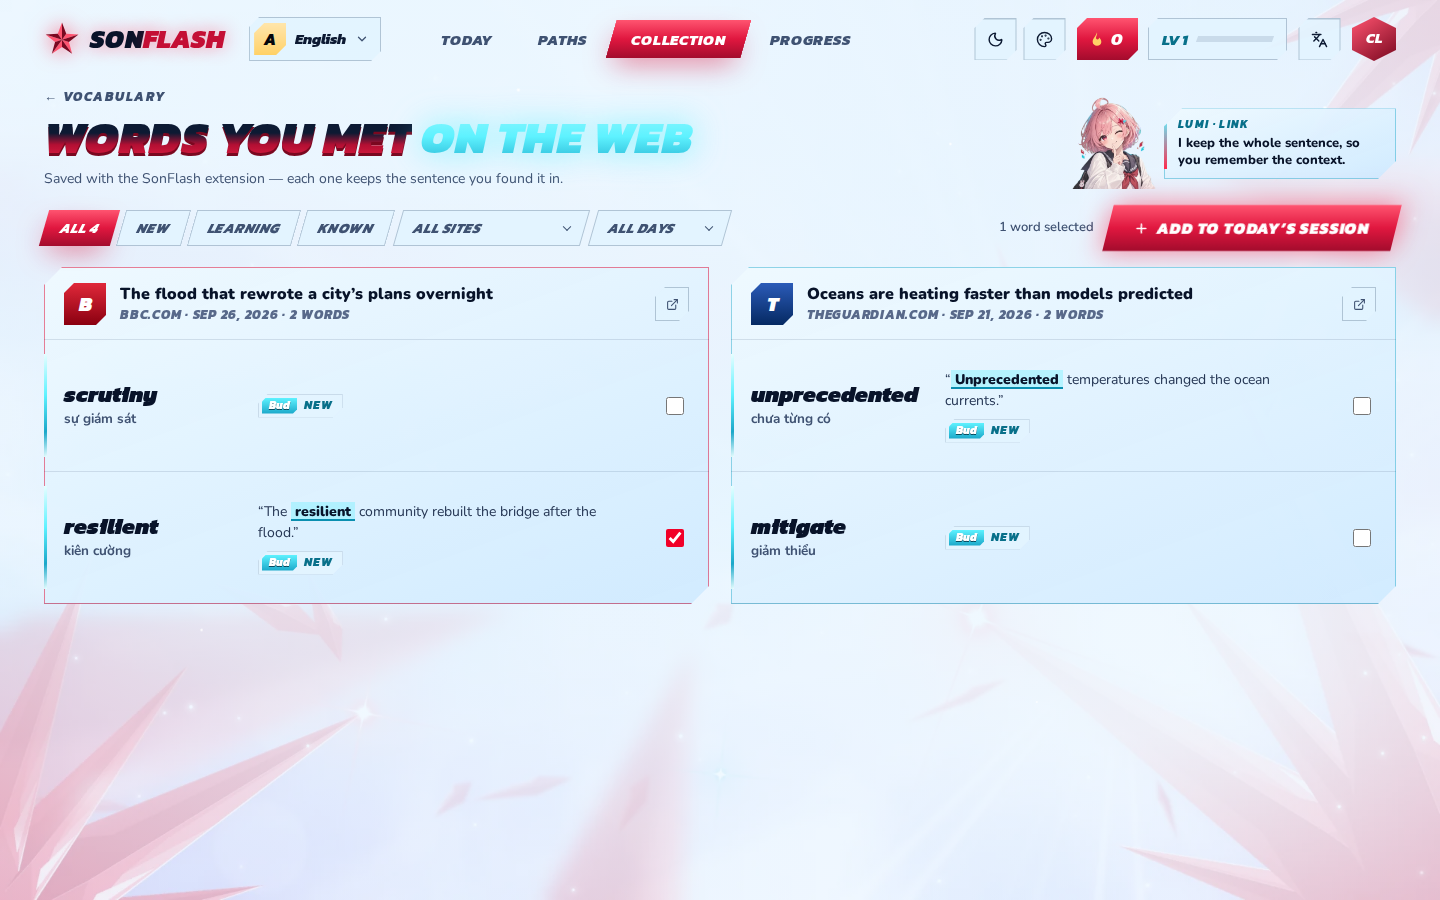 SONFLASH
A English
TODAY PATHS COLLECTION PROGRESS
0
LV 1
CL
← VOCABULARY
WORDS YOU MET ON THE WEB
Saved with the SonFlash extension — each one keeps the sentence you found it in.
LUMI · LINK
I keep the whole sentence, so
you remember the context.
ALL 4 NEW LEARNING KNOWN ALL SITES ALL DAYS
1 word selected
+ ADD TO TODAY'S SESSION
B
The flood that rewrote a city’s plans overnight
BBC.COM · SEP 26, 2026 · 2 WORDS
scrutiny
sự giám sát
Bud NEW
resilient
kiên cường
“The resilient community rebuilt the bridge after the
flood.”
Bud NEW
T
Oceans are heating faster than models predicted
THEGUARDIAN.COM · SEP 21, 2026 · 2 WORDS
unprecedented
chưa từng có
“Unprecedented temperatures changed the ocean
currents.”
Bud NEW
mitigate
giảm thiểu
Bud NEW